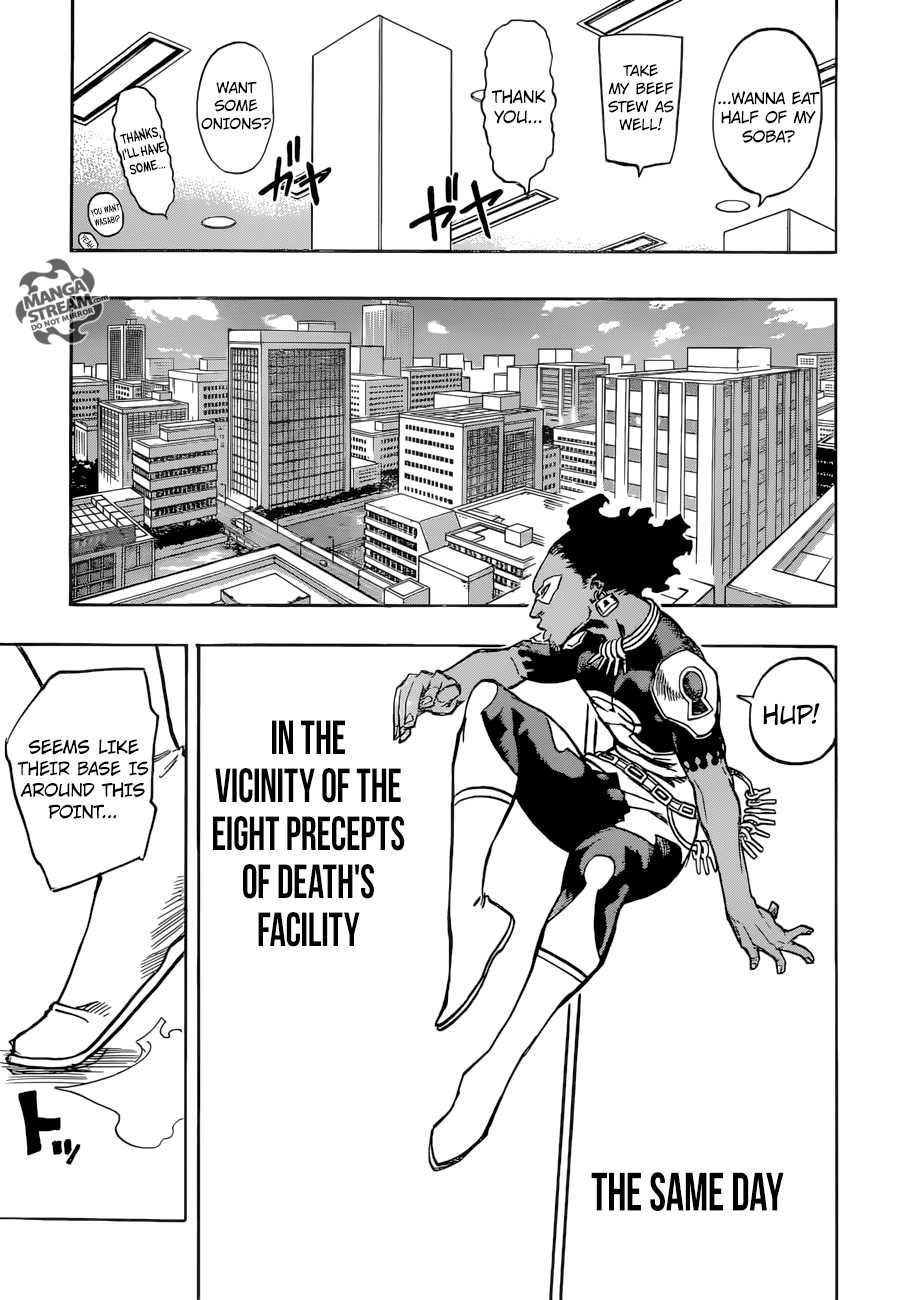 ...WANNA EAT
HALF OF MY
SOBA?
TAKE
MY BEEF
STEW AS
WELL!
THANK
YOU...
ガヤ
WANT
SOME
ONIONS?
ガヤ
THANKS,
I'LL HAVE
SOME...
YOU WANT
WASABI?
YEAH.
MANGA
STREAM.com
DO NOT MIRROR
HUP!
IN THE
VICINITY OF THE
EIGHT PRECEPTS
OF DEATH'S
FACILITY
THE SAME DAY
SEEMS LIKE
THEIR BASE IS
AROUND THIS
POINT...
トッ